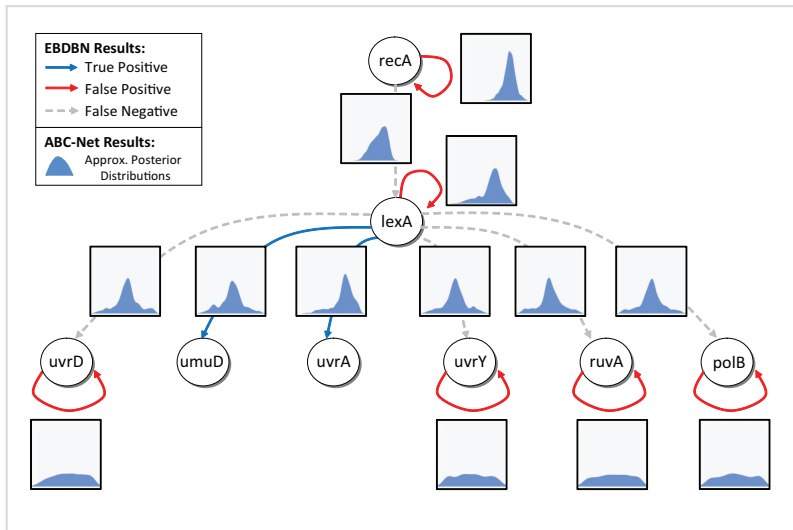 EBDBN Results:
True Positive
False Positive
False Negative
ABC-Net Results:
Approx. Posterior
Distributions
recA
lexA
uvrD
umuD
uvrA
uvrY
ruvA
polB